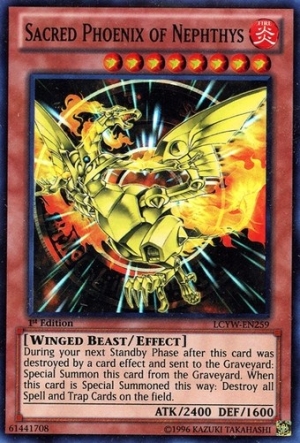 SACRED PHOENIX OF NEPHTHYS
FIRE
炎
1st Edition
LCYW-EN259
[WINGED BEAST/EFFECT]
During your next Standby Phase after this card was
destroyed by a card effect and sent to the Graveyard:
Special Summon this card from the Graveyard. When
this card is Special Summoned this way: Destroy all
Spell and Trap Cards on the field.
ATK/2400 DEF/1600
61441708
©1996 KAZUKI TAKAHASHI